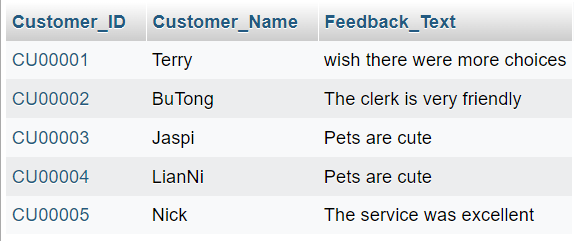 Customer_ID Customer_Name Feedback_Text
CU00001 Terry wish there were more choices
CU00002 BuTong The clerk is very friendly
CU00003 Jaspi Pets are cute
CU00004 LianNi Pets are cute
CU00005 Nick The service was excellent